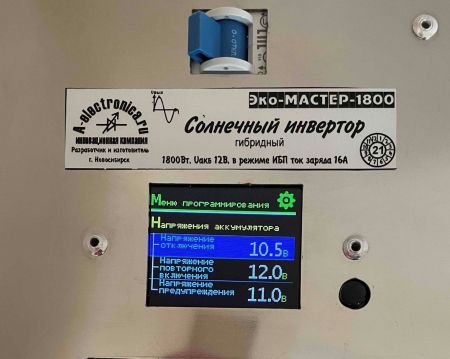 Эко-МАСТЕР-1800
A-electronica.ru
Инновационная компания
Разработчик и изготовитель
г. Новосибирск
Солнечный инвертор
гибридный
1800Вт. Uакб 12В, в режиме ИБП ток заряда 16А
21
Меню программирования
Напряжения аккумулятора
Напряжение
отключения 10.5В
Напряжение
повторного
включения 12.0В
Напряжение
предупреждения 11.0В